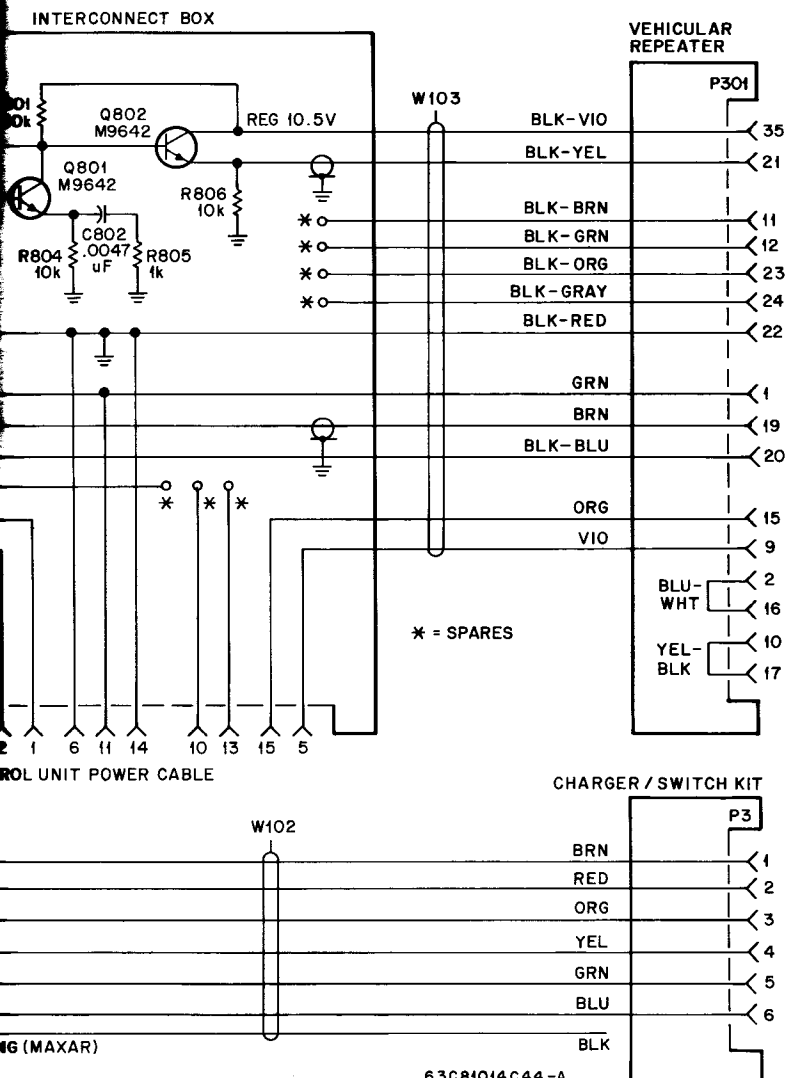 INTERCONNECT BOX
VEHICULAR
REPEATER
P301
W103
Q802
M9642
REG 10.5V
BLK-VIO
35
BLK-YEL
21
Q801
M9642
R806
10k
BLK-BRN
11
C802
.0047
uF
R804
10k
R805
1k
BLK-GRN
12
BLK-ORG
23
BLK-GRAY
24
BLK-RED
22
GRN
1
BRN
19
BLK-BLU
20
ORG
15
VIO
9
2
BLU-
WHT
16
* = SPARES
10
YEL-
BLK
17
2 1 6 11 14 10 13 15 5
UNIT POWER CABLE
CHARGER / SWITCH KIT
P3
W102
BRN
1
RED
2
ORG
3
YEL
4
GRN
5
BLU
6
(MAXAR)
BLK
63C81014C44-A